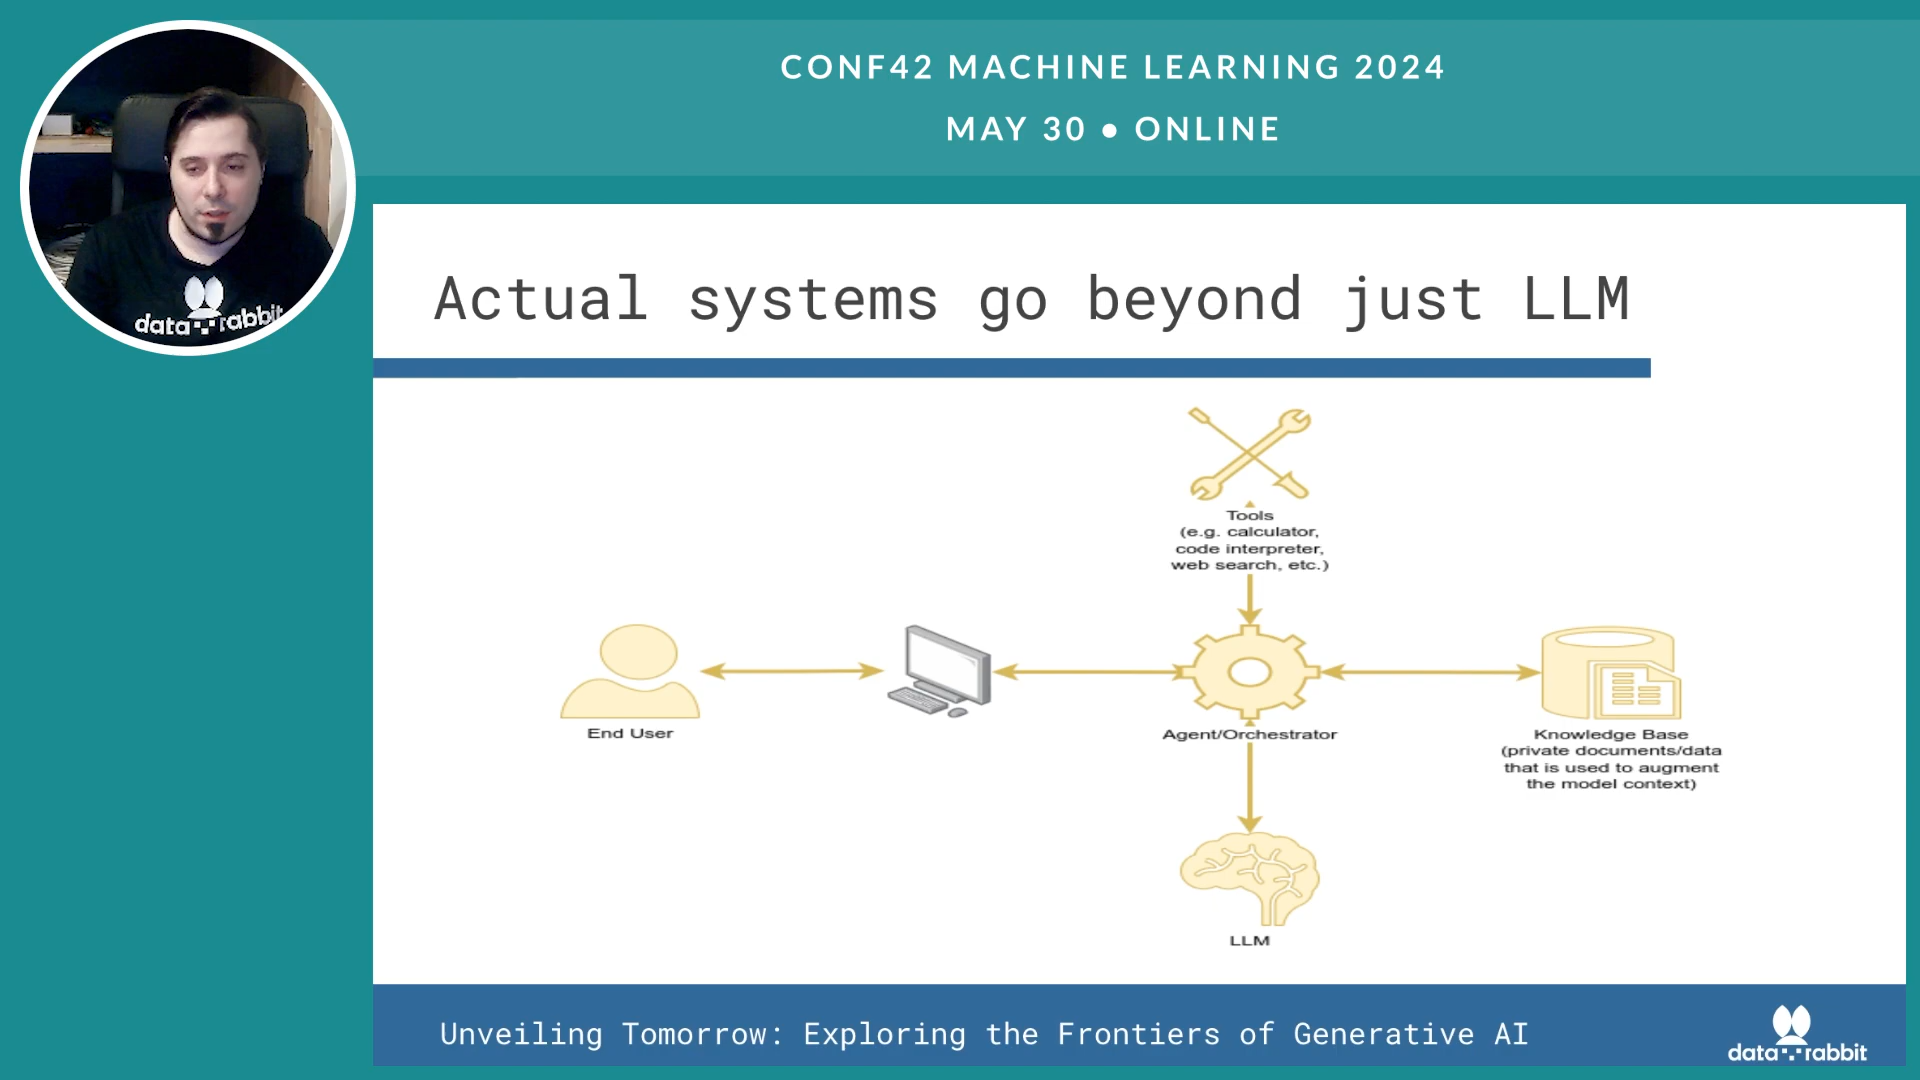 CONF42 MACHINE LEARNING 2024
MAY 30 ● ONLINE
data rabbit
Actual systems go beyond just LLM
Tools
(e.g. calculator,
code interpreter,
web search, etc.)
End User
Agent/Orchestrator
Knowledge Base
(private documents/data
that is used to augment
the model context)
LLM
Unveiling Tomorrow: Exploring the Frontiers of Generative AI
data rabbit